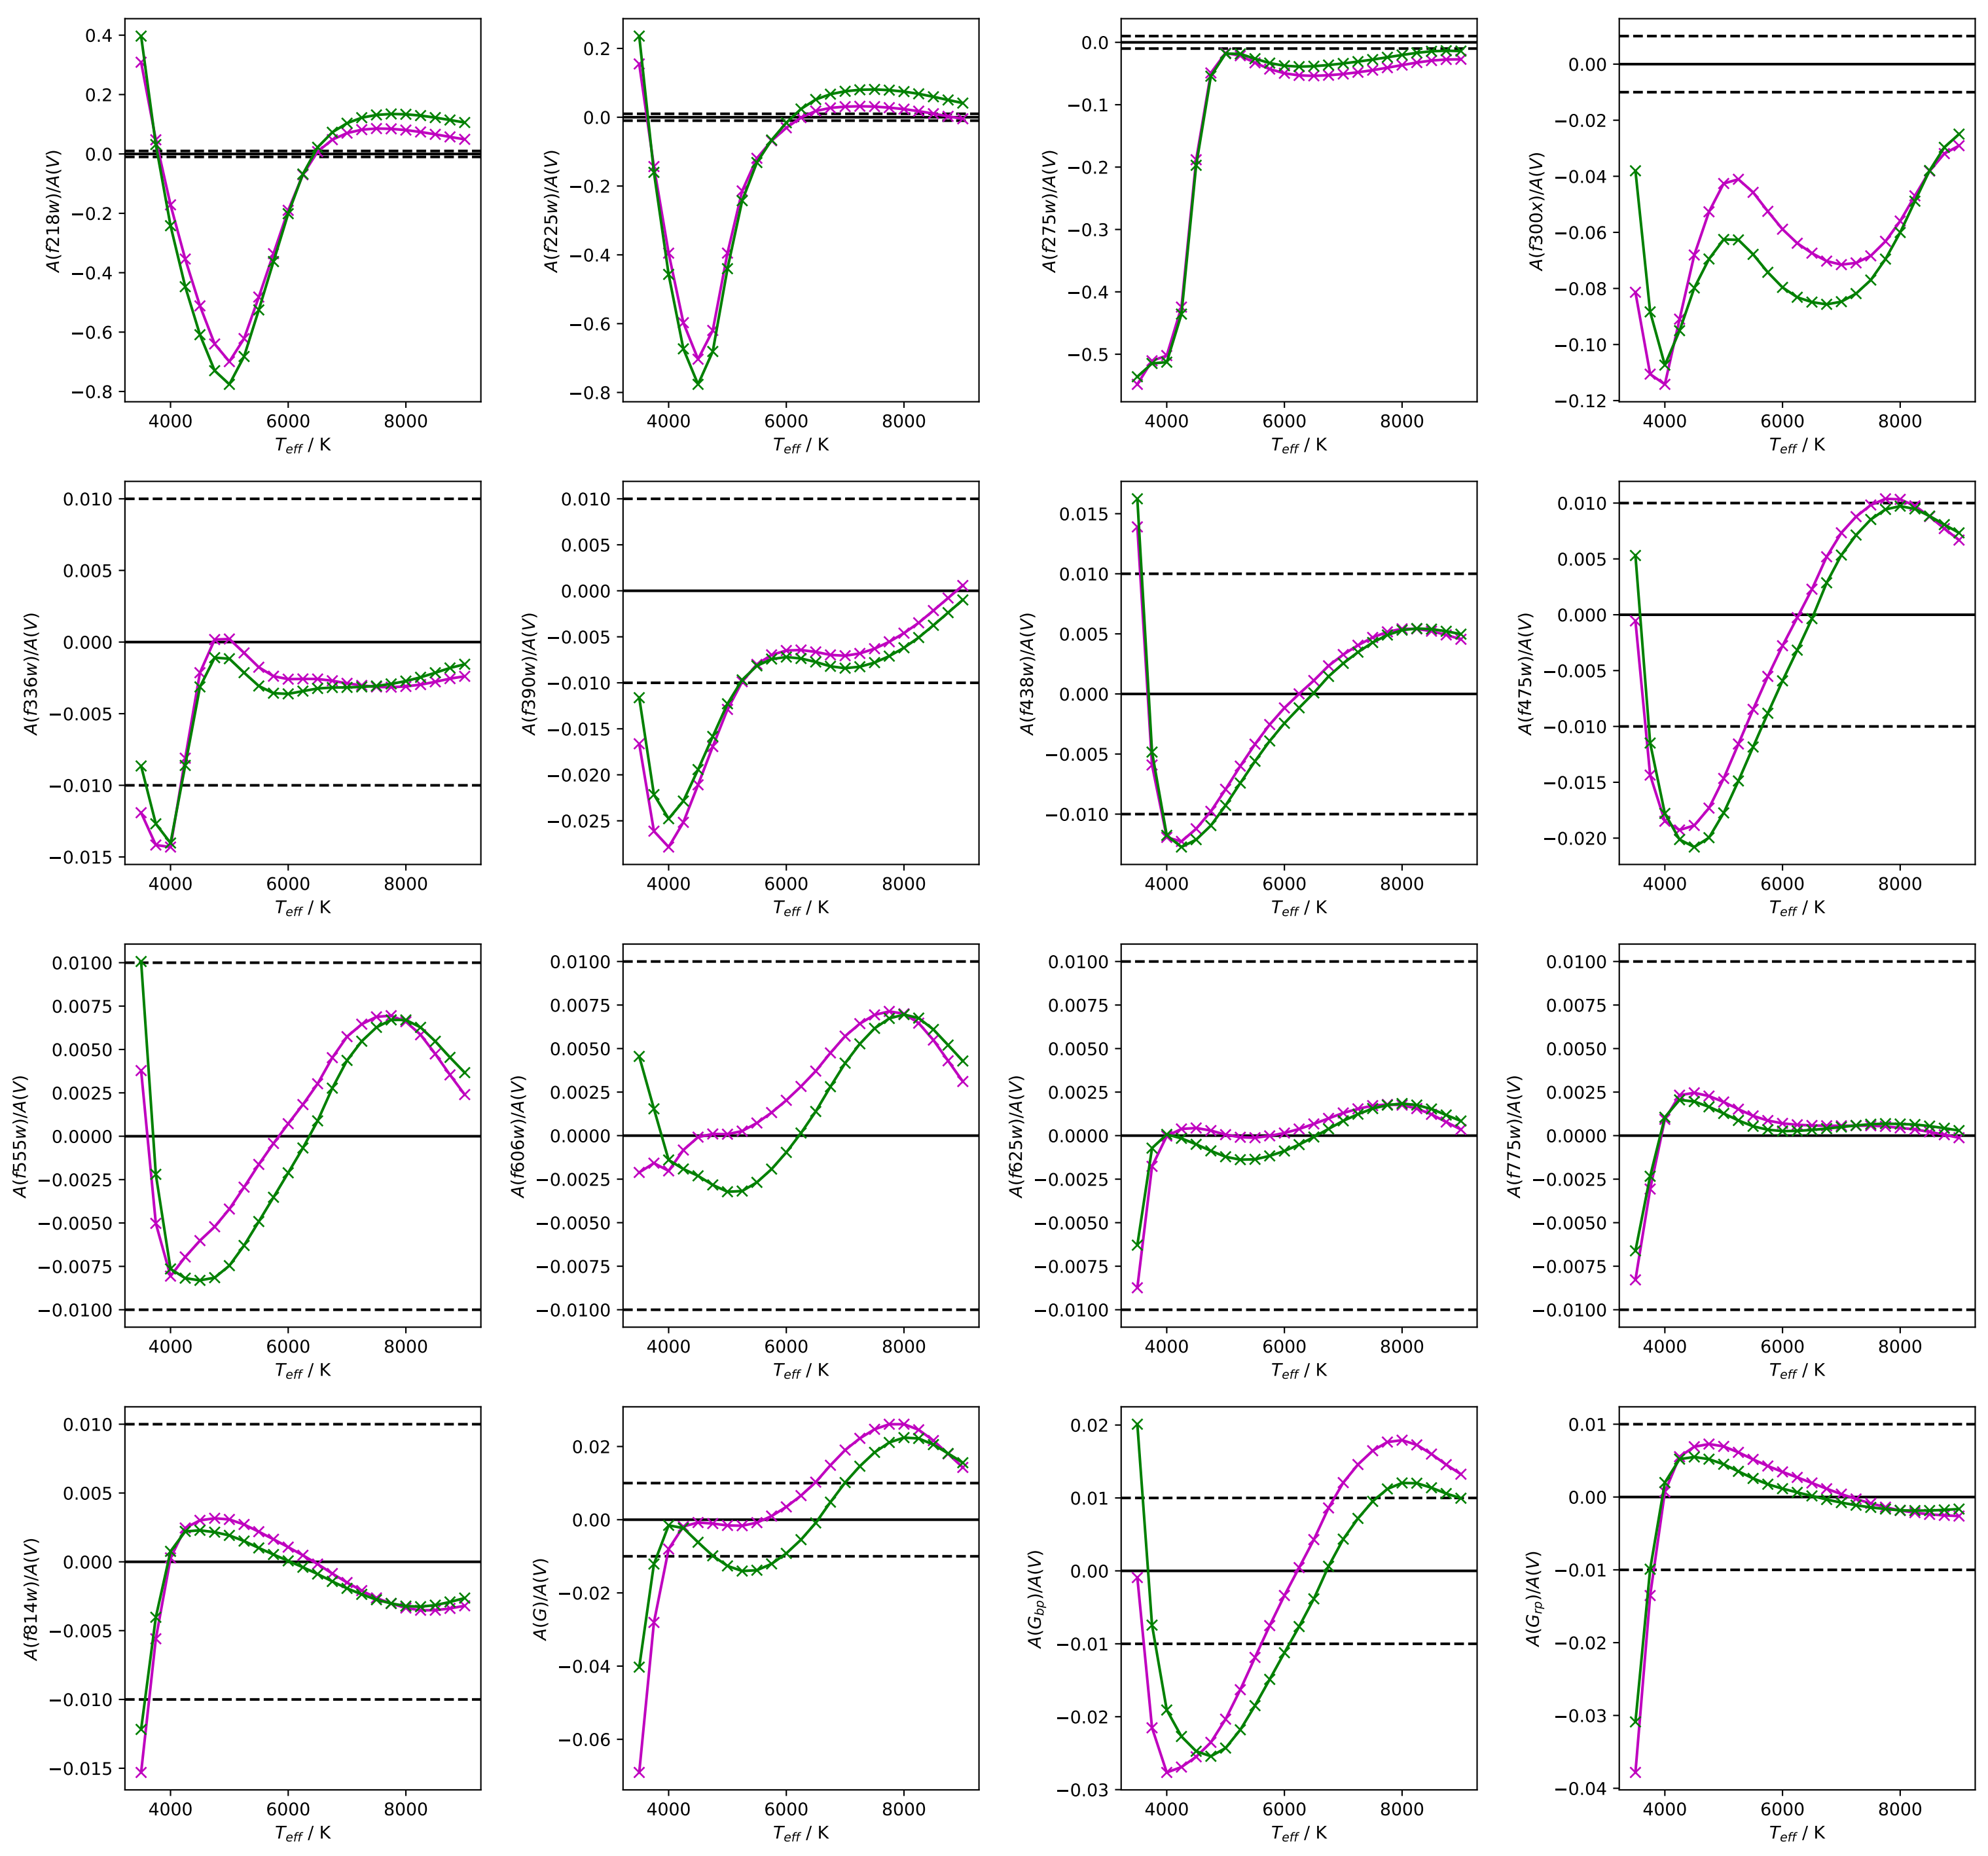 A(f218w)/A(V)
0.4
0.2
0.0
−0.2
−0.4
−0.6
−0.8
4000 6000 8000
T_eff / K
A(f225w)/A(V)
0.2
0.0
−0.2
−0.4
−0.6
−0.8
4000 6000 8000
T_eff / K
A(f275w)/A(V)
0.0
−0.1
−0.2
−0.3
−0.4
−0.5
4000 6000 8000
T_eff / K
A(f300x)/A(V)
0.00
−0.02
−0.04
−0.06
−0.08
−0.10
−0.12
4000 6000 8000
T_eff / K
A(f336w)/A(V)
0.010
0.005
0.000
−0.005
−0.010
−0.015
4000 6000 8000
T_eff / K
A(f390w)/A(V)
0.010
0.005
0.000
−0.005
−0.010
−0.015
−0.020
−0.025
4000 6000 8000
T_eff / K
A(f438w)/A(V)
0.015
0.010
0.005
0.000
−0.005
−0.010
4000 6000 8000
T_eff / K
A(f475w)/A(V)
0.010
0.005
0.000
−0.005
−0.010
−0.015
−0.020
4000 6000 8000
T_eff / K
A(f555w)/A(V)
0.0100
0.0075
0.0050
0.0025
0.0000
−0.0025
−0.0050
−0.0075
−0.0100
4000 6000 8000
T_eff / K
A(f606w)/A(V)
0.0100
0.0075
0.0050
0.0025
0.0000
−0.0025
−0.0050
−0.0075
−0.0100
4000 6000 8000
T_eff / K
A(f625w)/A(V)
0.0100
0.0075
0.0050
0.0025
0.0000
−0.0025
−0.0050
−0.0075
−0.0100
4000 6000 8000
T_eff / K
A(f775w)/A(V)
0.0100
0.0075
0.0050
0.0025
0.0000
−0.0025
−0.0050
−0.0075
−0.0100
4000 6000 8000
T_eff / K
A(f814w)/A(V)
0.010
0.005
0.000
−0.005
−0.010
−0.015
4000 6000 8000
T_eff / K
A(G)/A(V)
0.02
0.00
−0.02
−0.04
−0.06
4000 6000 8000
T_eff / K
A(G_bp)/A(V)
0.02
0.01
0.00
−0.01
−0.02
−0.03
4000 6000 8000
T_eff / K
A(G_rp)/A(V)
0.01
0.00
−0.01
−0.02
−0.03
−0.04
4000 6000 8000
T_eff / K